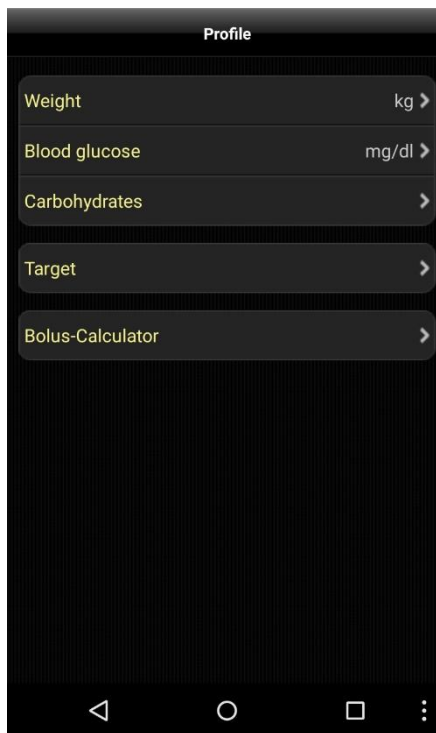 Profile
Weight kg
Blood glucose mg/dl
Carbohydrates
Target
Bolus-Calculator